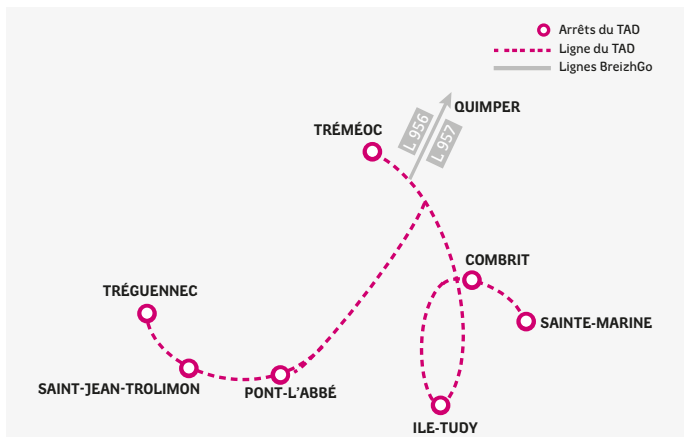 Arrêts du TAD
Ligne du TAD
Lignes BreizhGo
QUIMPER
L 956
L 957
TRÉMÉOC
COMBRIT
TRÉGUENNEC
SAINTE-MARINE
SAINT-JEAN-TROLIMON
PONT-L'ABBÉ
ILE-TUDY